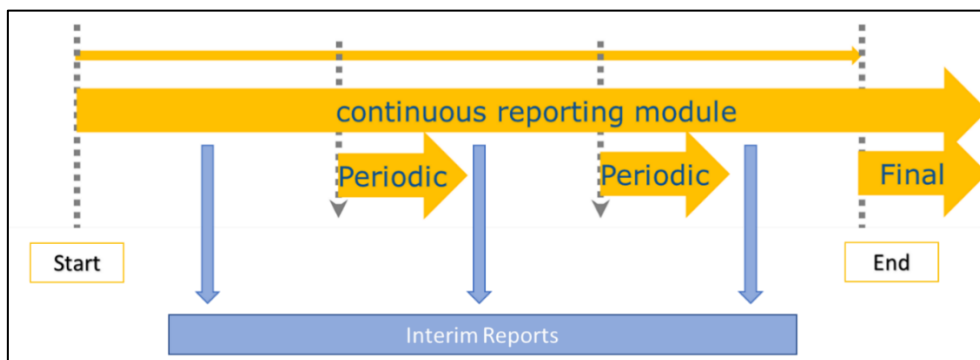 continuous reporting module
Periodic
Periodic
Final
Start
End
Interim Reports